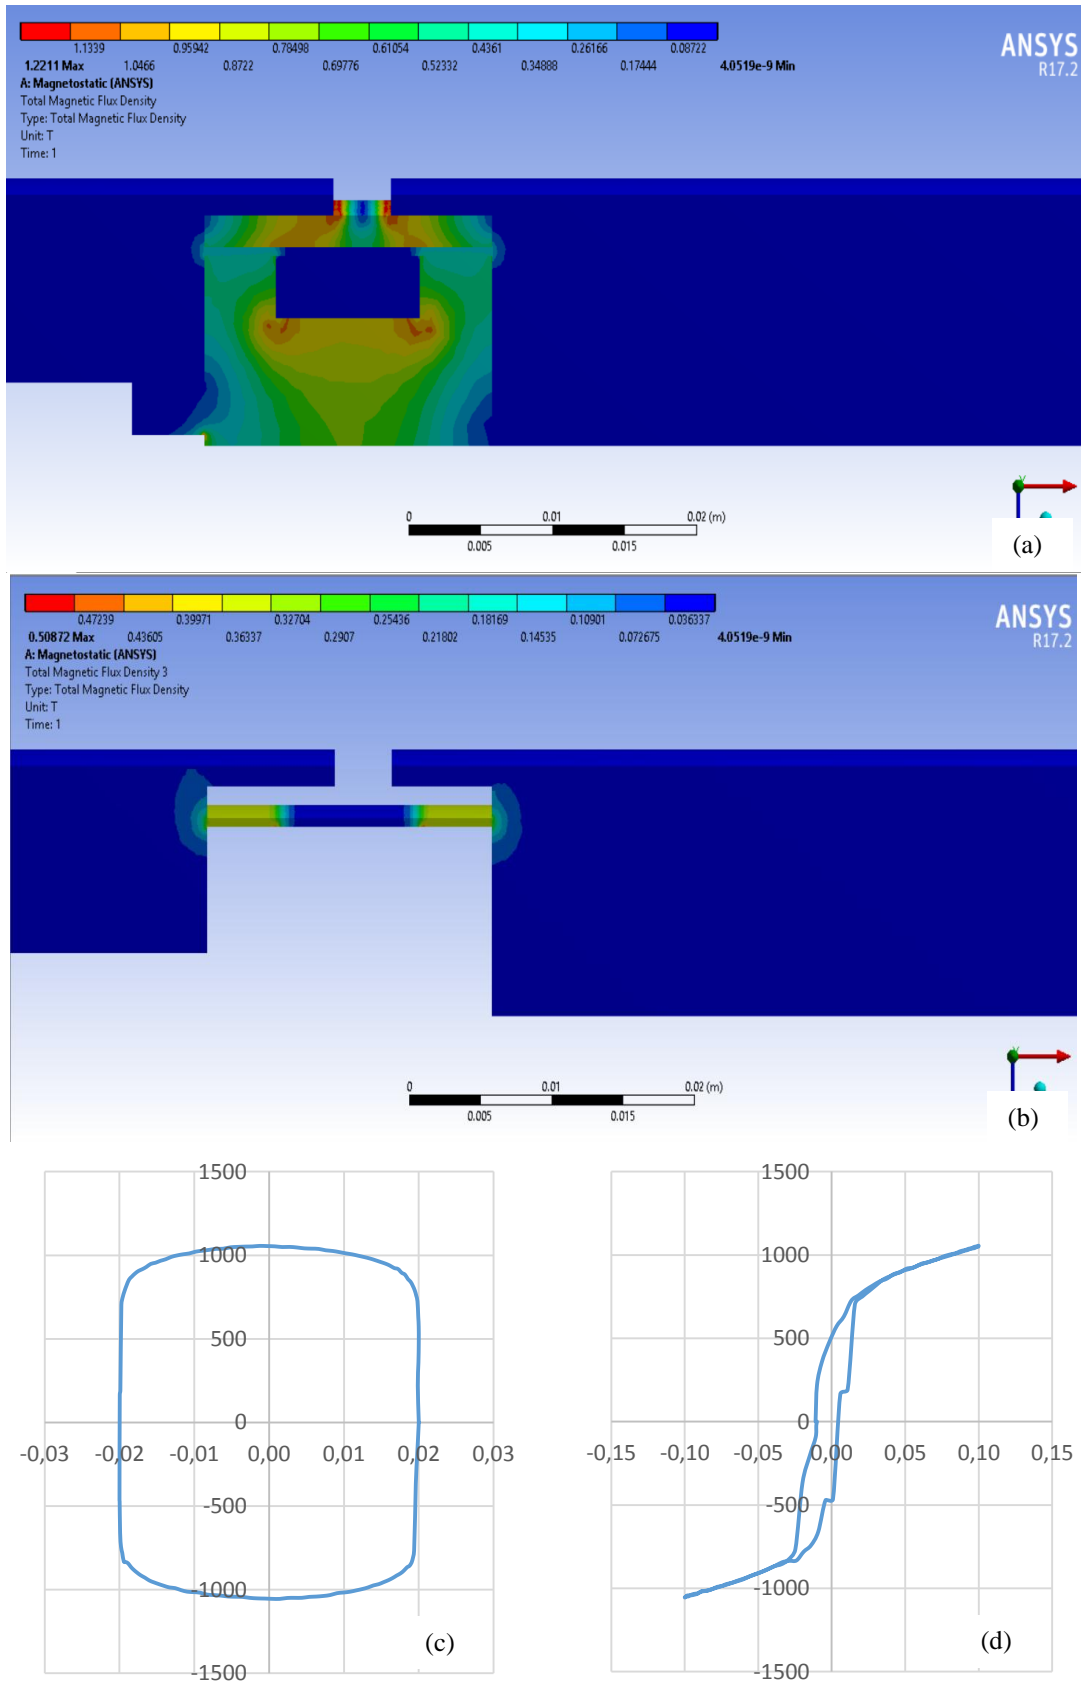 1.1339 0.95942 0.78498 0.61054 0.4361 0.26166 0.08722
1.2211 Max 1.0466 0.8722 0.69776 0.52332 0.34888 0.17444 4.0519e-9 Min
ANSYS
R17.2
A: Magnetostatic (ANSYS)
Total Magnetic Flux Density
Type: Total Magnetic Flux Density
Unit: T
Time: 1
0 0.01 0.02 (m)
0.005 0.015
Y
(a)
0.47239 0.39971 0.32704 0.25436 0.18169 0.10901 0.036337
0.50872 Max 0.43605 0.36337 0.2907 0.21802 0.14535 0.072675 4.0519e-9 Min
ANSYS
R17.2
A: Magnetostatic (ANSYS)
Total Magnetic Flux Density 3
Type: Total Magnetic Flux Density
Unit: T
Time: 1
0 0.01 0.02 (m)
0.005 0.015
Y
(b)
1500
1000
500
0
-0,03 -0,02 -0,01 0,00 0,01 0,02 0,03
-500
-1000
-1500
(c)
1500
1000
500
0
-0,15 -0,10 -0,05 0,00 0,05 0,10 0,15
-500
-1000
-1500
(d)